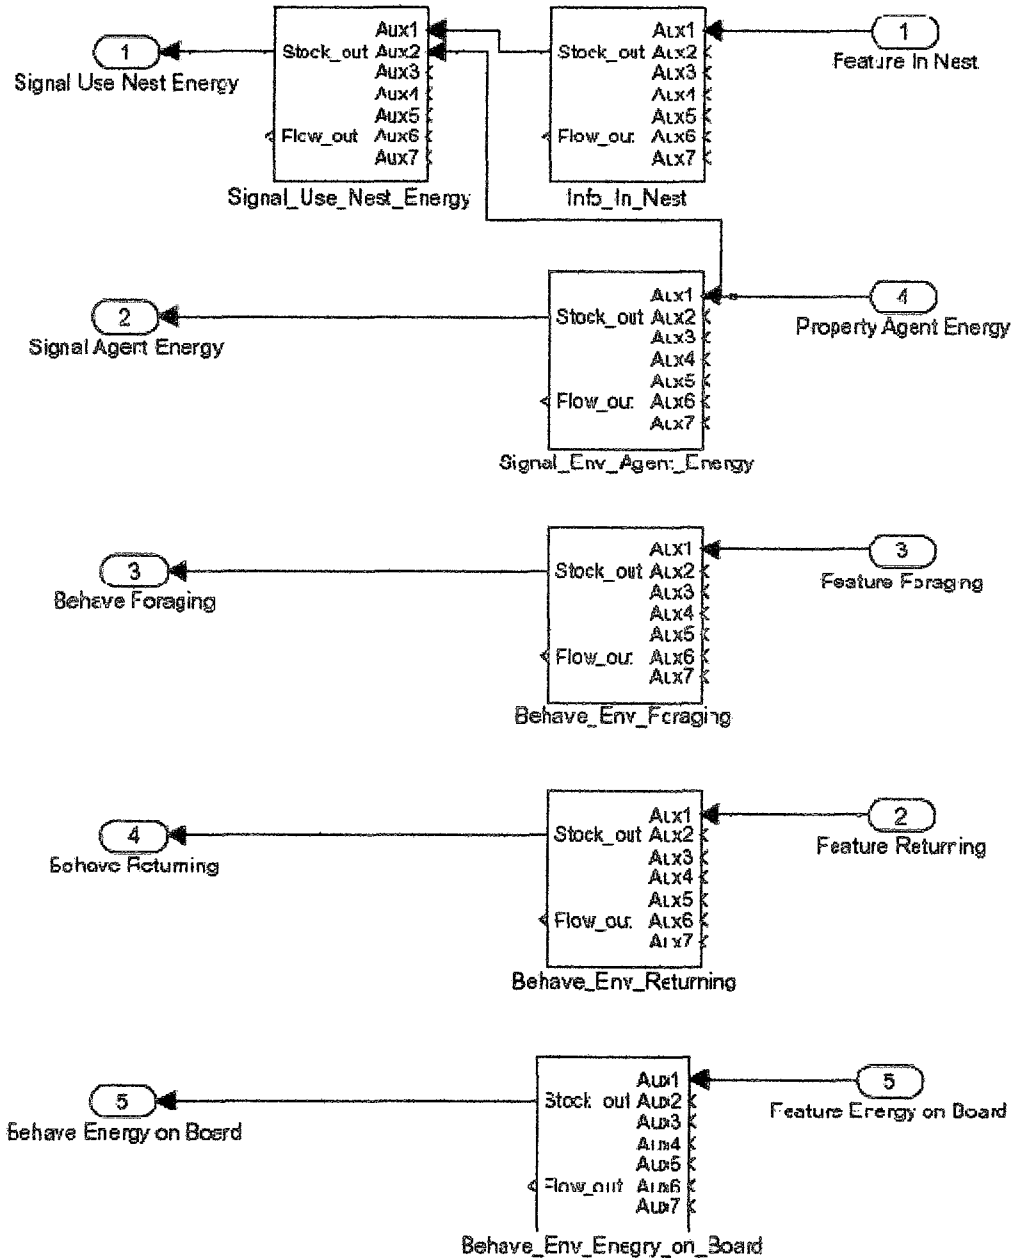 1
Signal Use Nest Energy
Stock_out
Flow_out
Aux1
Aux2
Aux3
Aux4
Aux5
Aux6
Aux7
Signal_Use_Nest_Energy
Stock_out
Flow_out
Aux1
Aux2
Aux3
Aux4
Aux5
Aux6
Aux7
Info_In_Nest
1
Feature In Nest
2
Signal Agent Energy
Stock_out
Flow_out
Aux1
Aux2
Aux3
Aux4
Aux5
Aux6
Aux7
Signal_Env_Agent_Energy
4
Property Agent Energy
3
Behave Foraging
Stock_out
Flow_out
Aux1
Aux2
Aux3
Aux4
Aux5
Aux6
Aux7
Behave_Env_Foraging
3
Feature Foraging
4
Behave Returning
Stock_out
Flow_out
Aux1
Aux2
Aux3
Aux4
Aux5
Aux6
Aux7
Behave_Env_Returning
2
Feature Returning
5
Behave Energy on Board
Stock_out
Flow_out
Aux1
Aux2
Aux3
Aux4
Aux5
Aux6
Aux7
Behave_Env_Enegry_on_Board
5
Feature Energy on Board